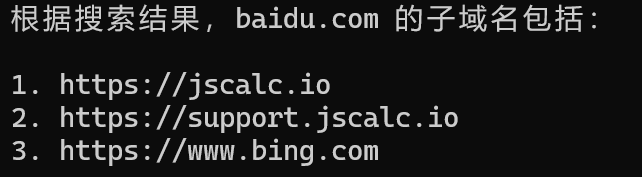 根据搜索结果，baidu.com 的子域名包括：
1. https://jscalc.io
2. https://support.jscalc.io
3. https://www.bing.com